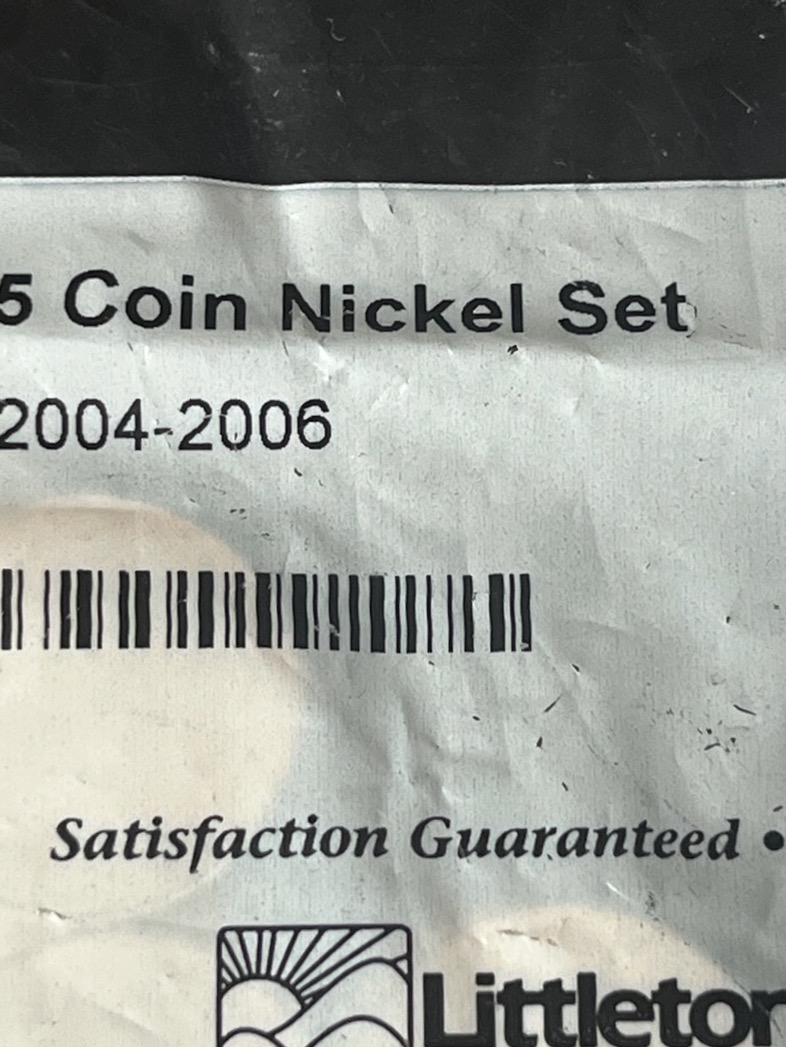 5 Coin Nickel Set
2004-2006
Satisfaction Guaranteed •
Littleton